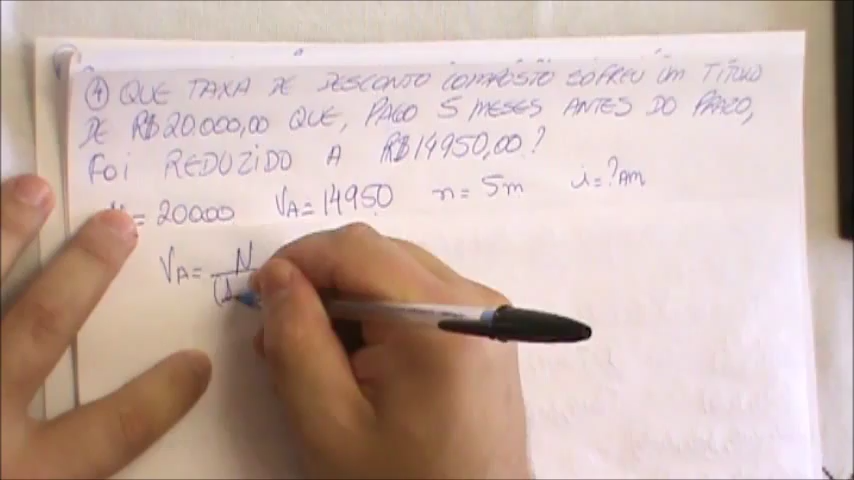 4 QUE TAXA DE DESCONTO COMPOSTO SOFREU UM TÍTULO
DE R$20.000,00 QUE, PAGO 5 MESES ANTES DO PRAZO,
FOI REDUZIDO A R$14950,00?
= 20000 VA = 14950 n = 5m i = ? AM
VA = N
(1